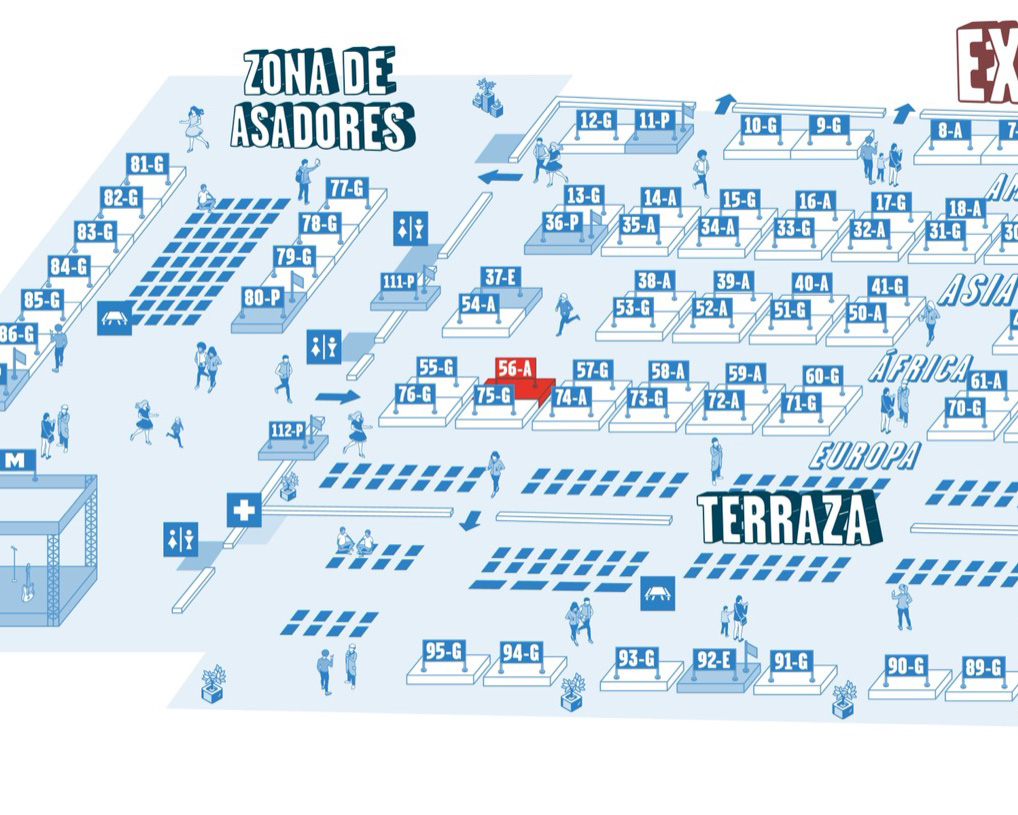 ZONA DE
ASADORES
EX
12-G 11-P
10-G 9-G
8-A
81-G
82-G
83-G
84-G
85-G
86-G
77-G
78-G
79-G
80-P
13-G 14-A 15-G 16-A 17-G 18-A
36-P 35-A 34-A 33-G 32-A 31-G
111-P
37-E 38-A 39-A 40-A 41-G
54-A 53-G 52-A 51-G 50-A
ASIA
55-G 56-A 57-G 58-A 59-A 60-G 61-A
76-G 75-G 74-A 73-G 72-A 71-G 70-G
ÁFRICA
112-P
EUROPA
M
TERRAZA
95-G 94-G 93-G 92-E 91-G 90-G 89-G